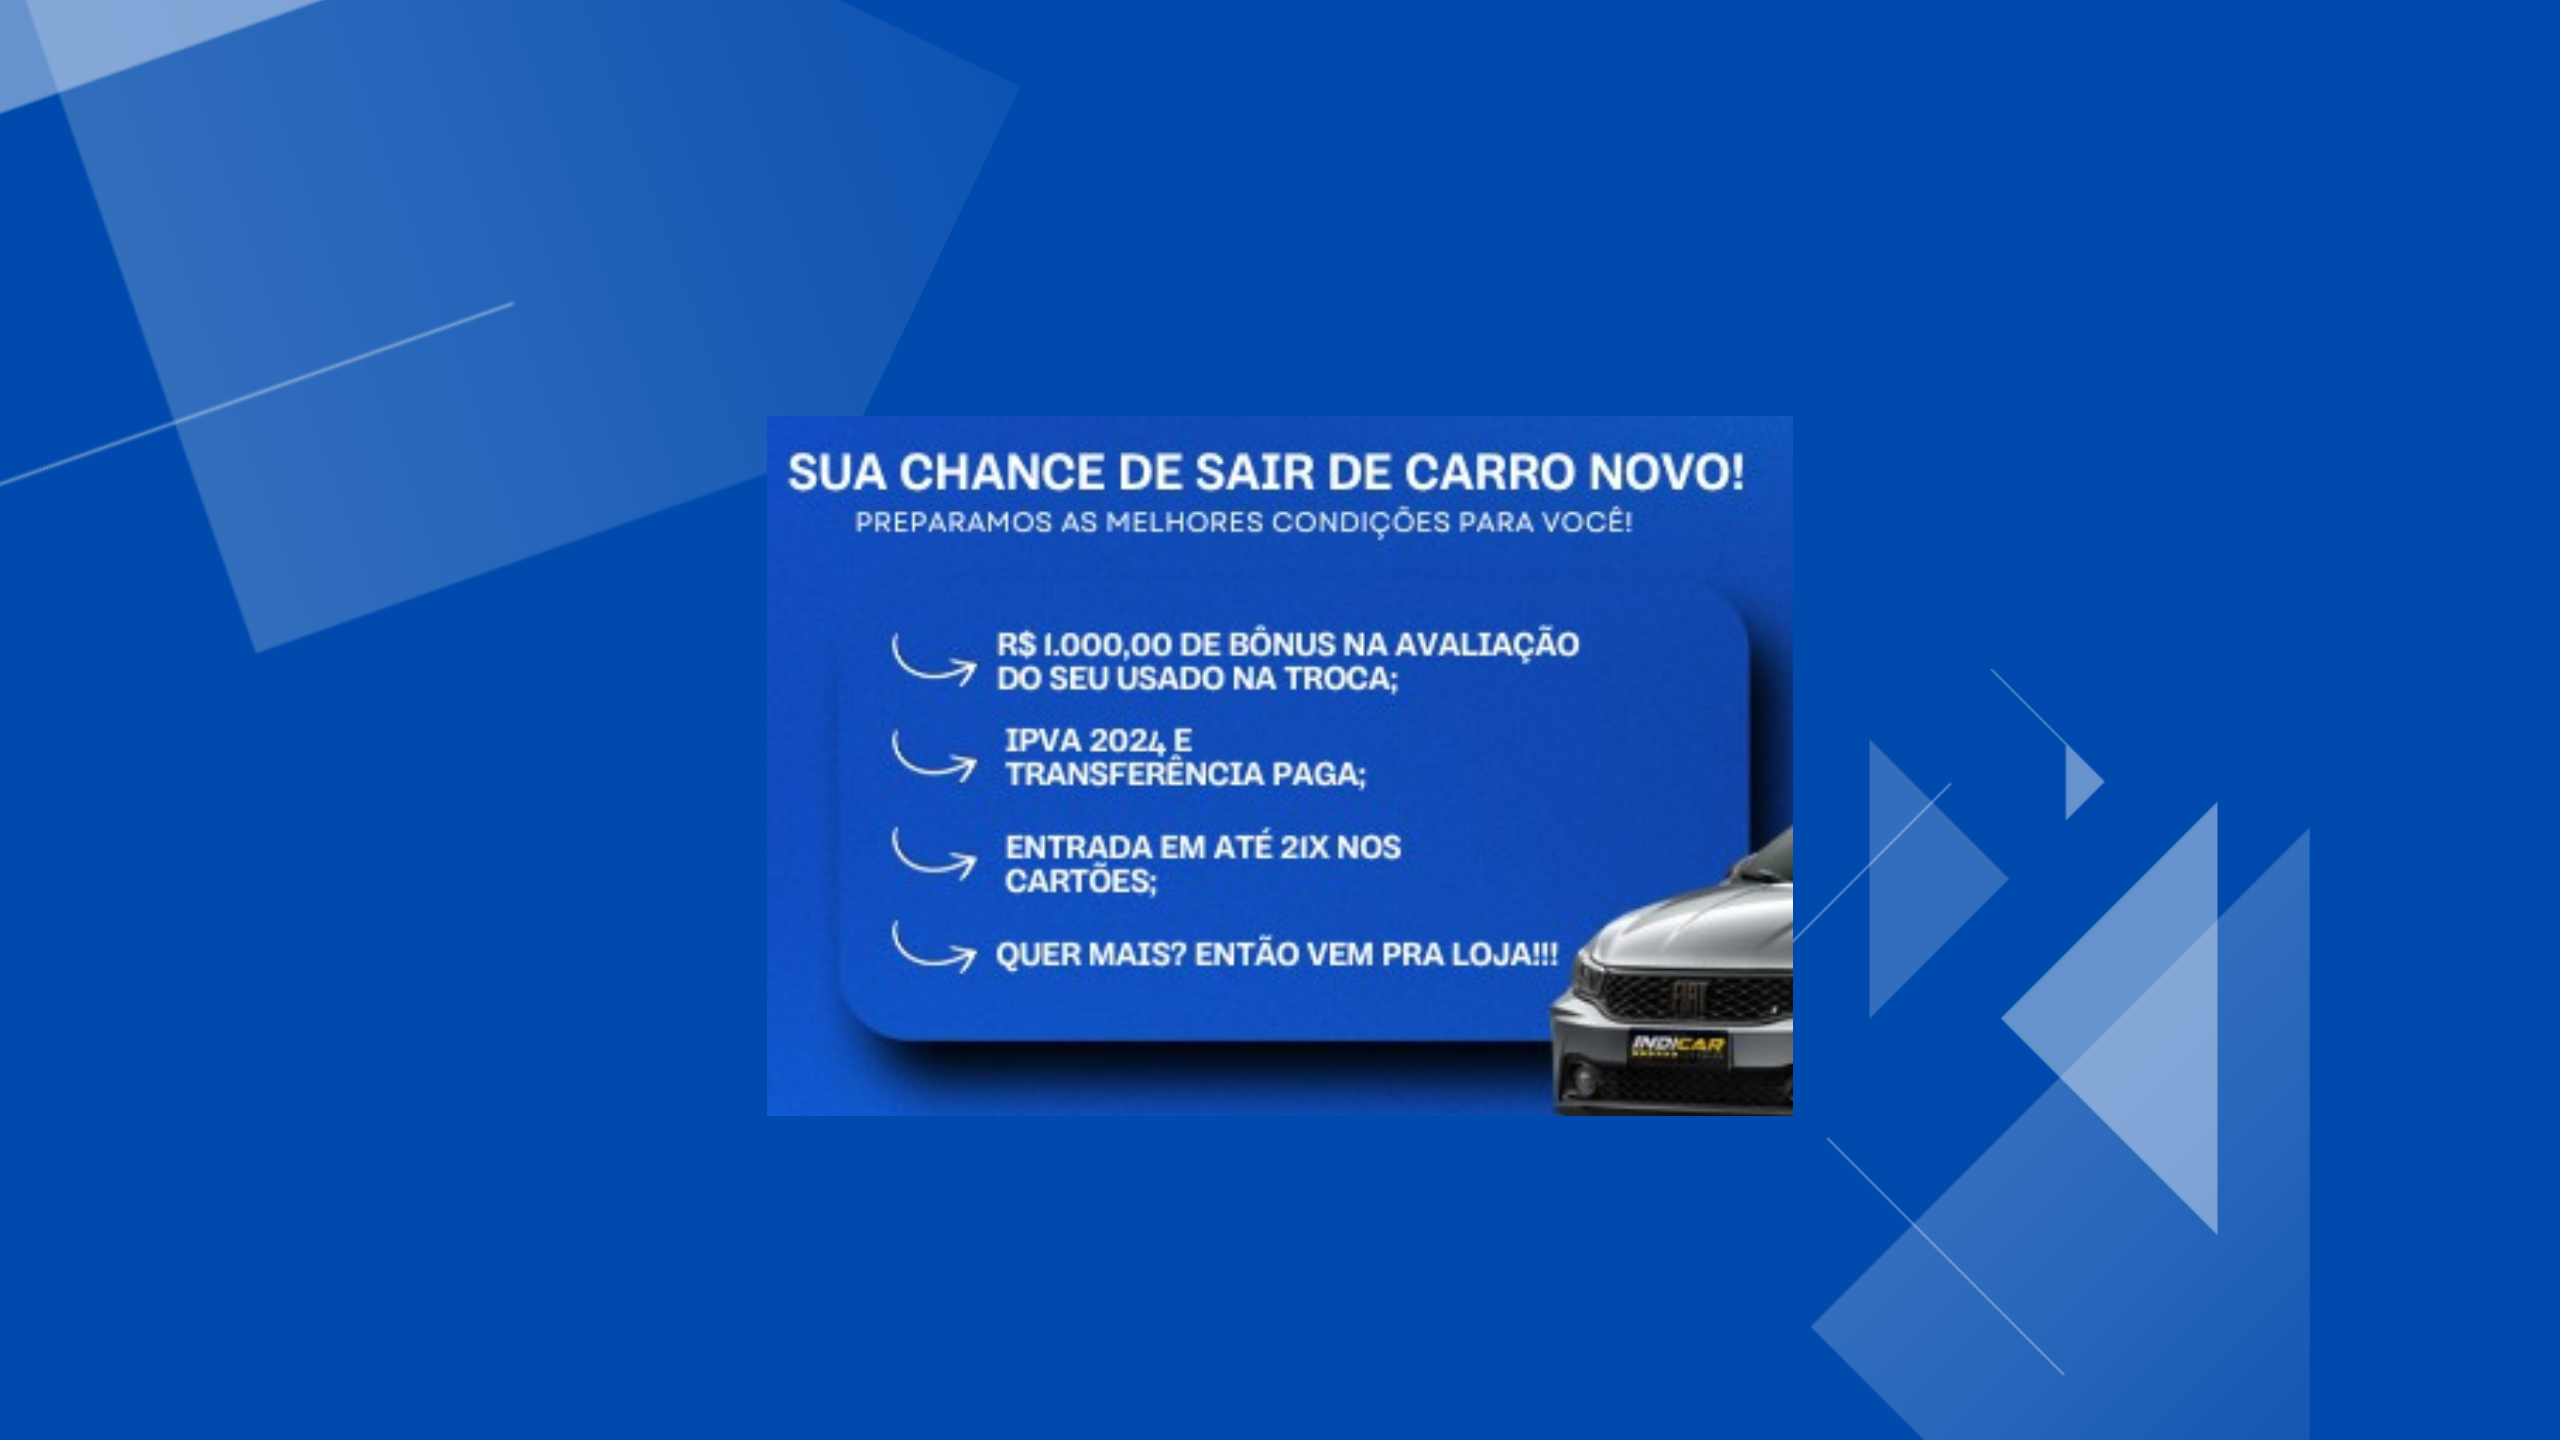 SUA CHANCE DE SAIR DE CARRO NOVO!
PREPARAMOS AS MELHORES CONDIÇÕES PARA VOCÊ!
R$ 1.000,00 DE BÔNUS NA AVALIAÇÃO
DO SEU USADO NA TROCA;
IPVA 2024 E
TRANSFERÊNCIA PAGA;
ENTRADA EM ATÉ 21X NOS
CARTÕES;
QUER MAIS? ENTÃO VEM PRA LOJA!!!
FIAT
INDICAR